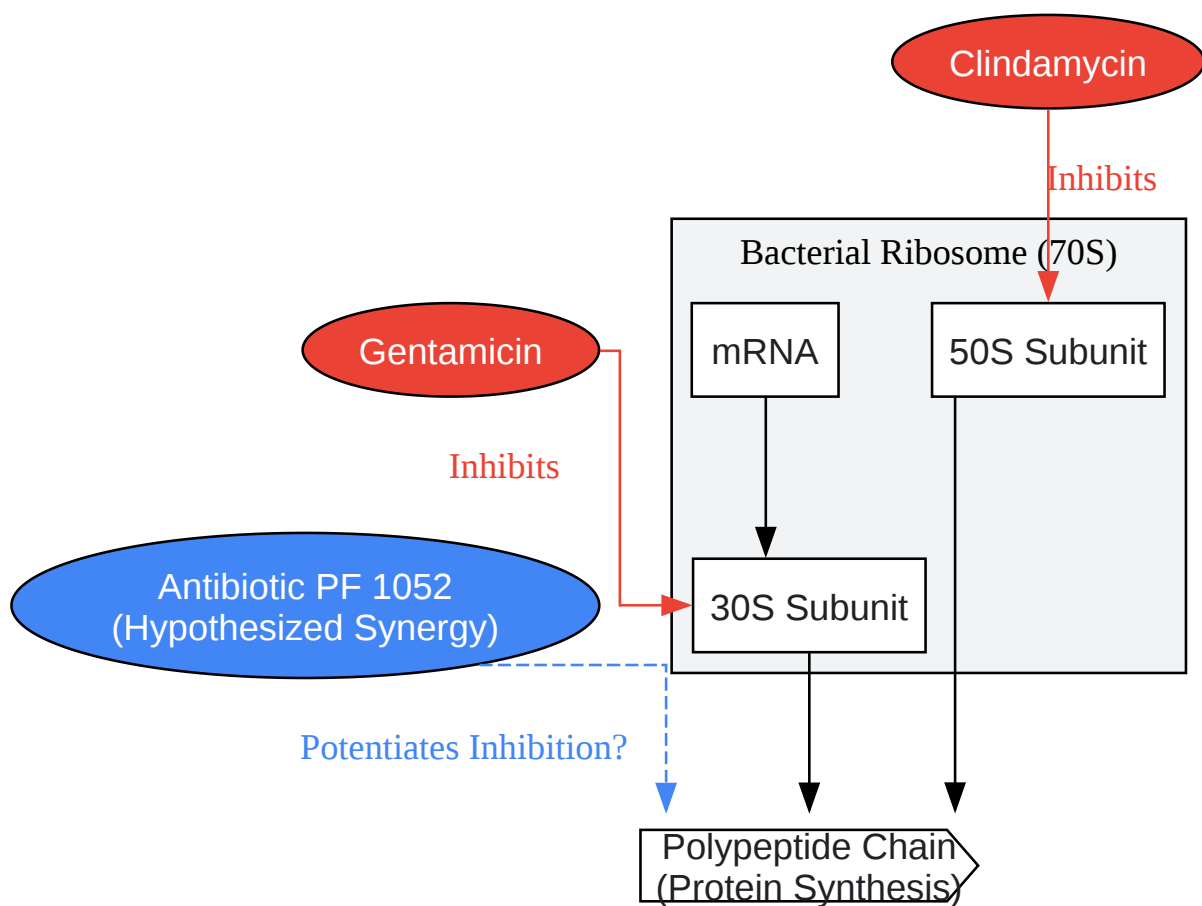 Clindamycin
Inhibits
Bacterial Ribosome (70S)
Gentamicin
mRNA
50S Subunit
Inhibits
Antibiotic PF 1052
(Hypothesized Synergy)
30S Subunit
Potentiates Inhibition?
Polypeptide Chain
(Protein Synthesis)